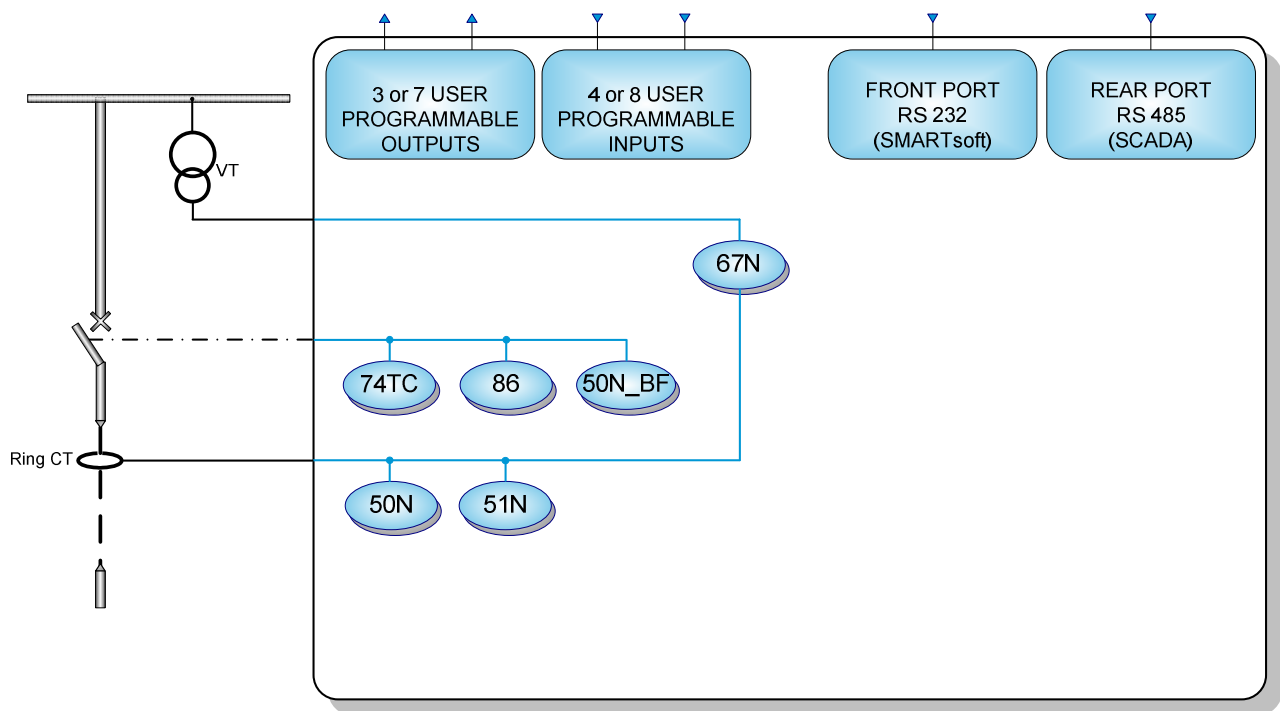 3 or 7 USER
PROGRAMMABLE
OUTPUTS
4 or 8 USER
PROGRAMMABLE
INPUTS
FRONT PORT
RS 232
(SMARTsoft)
REAR PORT
RS 485
(SCADA)
VT
67N
74TC
86
50N_BF
Ring CT
50N
51N